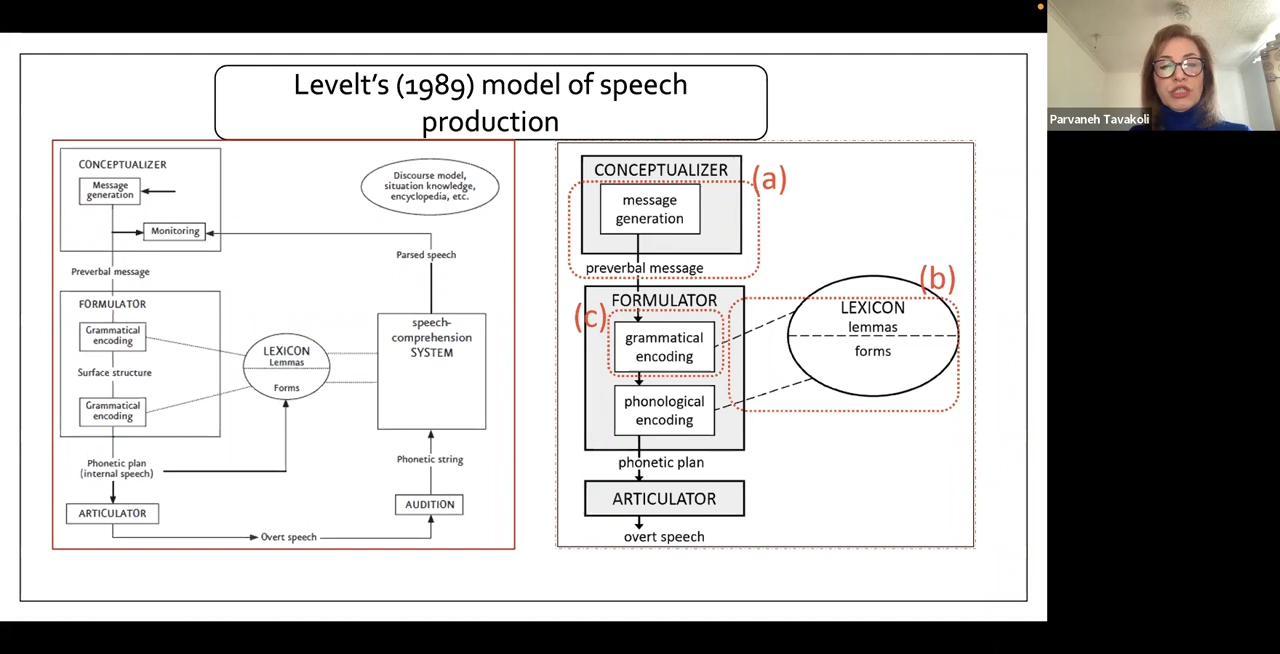 Levelt's (1989) model of speech
production
CONCEPTUALIZER
Message
generation
Monitoring
Discourse model,
situation knowledge,
encyclopedia, etc.
Parsed speech
Preverbal message
FORMULATOR
Grammatical
encoding
Surface structure
Grammatical
encoding
LEXICON
Lemmas
Forms
speech-
comprehension
SYSTEM
Phonetic plan
(internal speech)
Phonetic string
ARTICULATOR
AUDITION
Overt speech
CONCEPTUALIZER
(a)
message
generation
preverbal message
FORMULATOR
(c)
grammatical
encoding
phonological
encoding
(b)
LEXICON
lemmas
forms
phonetic plan
ARTICULATOR
overt speech
Parvaneh Tavakoli